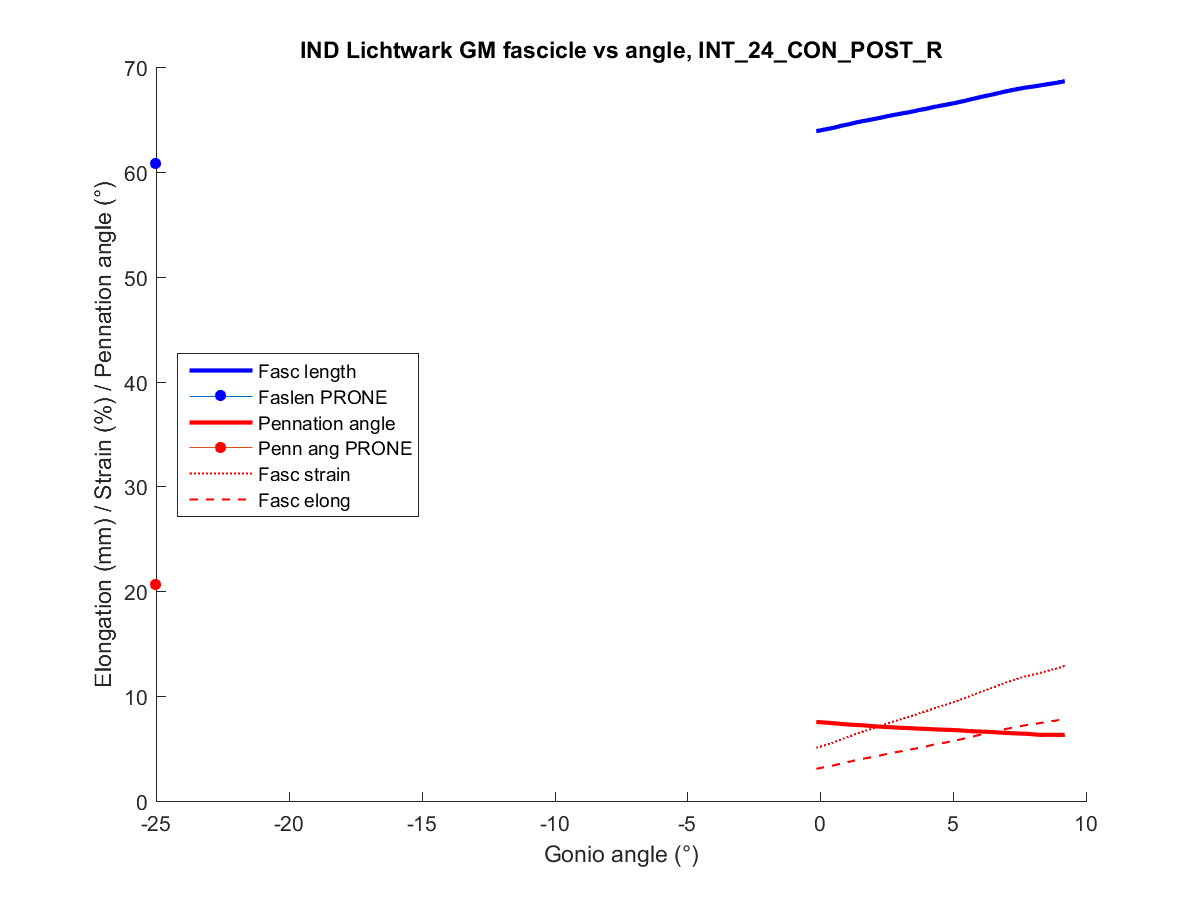 IND Lichtwark GM fascicle vs angle, INT_24_CON_POST_R
Elongation (mm) / Strain (%) / Pennation angle (°)
70
60
50
40
30
20
10
0
Fasc length
Faslen PRONE
Pennation angle
Penn ang PRONE
Fasc strain
Fasc elong
-25
-20
-15
-10
-5
0
5
10
Gonio angle (°)